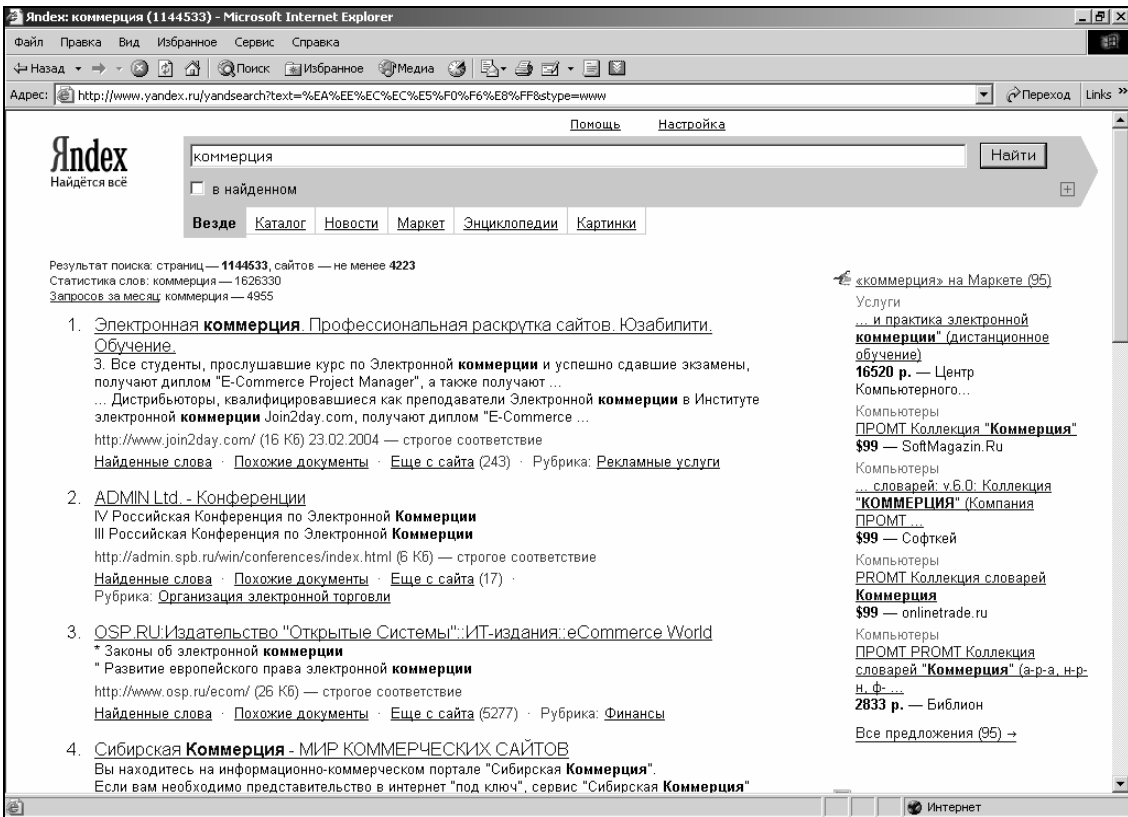 Яndex: коммерция (1144533) - Microsoft Internet Explorer
Файл Правка Вид Избранное Сервис Справка
Назад Поиск Избранное Медиа
Адрес: http://www.yandex.ru/yandsearch?text=%EA%EE%EC%EC%E5%F0%F6%E8%FF&stype=www Переход Links »
Помощь Настройка
Яndex
Найдётся всё
коммерция Найти
в найденном
Везде Каталог Новости Маркет Энциклопедии Картинки
Результат поиска: страниц — 1144533, сайтов — не менее 4223
Статистика слов: коммерция — 1626330
Запросов за месяц: коммерция — 4955
1. Электронная коммерция. Профессиональная раскрутка сайтов. Юзабилити.
Обучение.
3. Все студенты, прослушавшие курс по Электронной коммерции и успешно сдавшие экзамены,
получают диплом "E-Commerce Project Manager", а также получают ...
... Дистрибьюторы, квалифицировавшиеся как преподаватели Электронной коммерции в Институте
электронной коммерции Join2day.com, получают диплом "E-Commerce ...
http://www.join2day.com/ (16 Кб) 23.02.2004 — строгое соответствие
Найденные слова · Похожие документы · Еще с сайта (243) · Рубрика: Рекламные услуги
2. ADMIN Ltd. - Конференции
IV Российская Конференция по Электронной Коммерции
III Российская Конференция по Электронной Коммерции
http://admin.spb.ru/win/conferences/index.html (6 Кб) — строгое соответствие
Найденные слова · Похожие документы · Еще с сайта (17) ·
Рубрика: Организация электронной торговли
3. OSP.RU:Издательство "Открытые Системы"::ИТ-издания::eCommerce World
* Законы об электронной коммерции
" Развитие европейского права электронной коммерции
http://www.osp.ru/ecom/ (26 Кб) — строгое соответствие
Найденные слова · Похожие документы · Еще с сайта (5277) · Рубрика: Финансы
4. Сибирская Коммерция - МИР КОММЕРЧЕСКИХ САЙТОВ
Вы находитесь на информационно-коммерческом портале "Сибирская Коммерция".
Если вам необходимо представительство в интернет "под ключ", сервис "Сибирская Коммерция"
«коммерция» на Маркете (95)
Услуги
... и практика электронной
коммерции" (дистанционное
обучение)
16520 р. — Центр
Компьютерного...
Компьютеры
ПРОМТ Коллекция "Коммерция"
$99 — SoftMagazin.Ru
Компьютеры
... словарей: v.6.0: Коллекция
"КОММЕРЦИЯ" (Компания
ПРОМТ ...
$99 — Софткей
Компьютеры
PROMT Коллекция словарей
Коммерция
$99 — onlinetrade.ru
Компьютеры
ПРОМТ PROMT Коллекция
словарей "Коммерция" (а-р-а, н-р-
н, ф- ...
2833 р. — Библион
Все предложения (95) →
Интернет